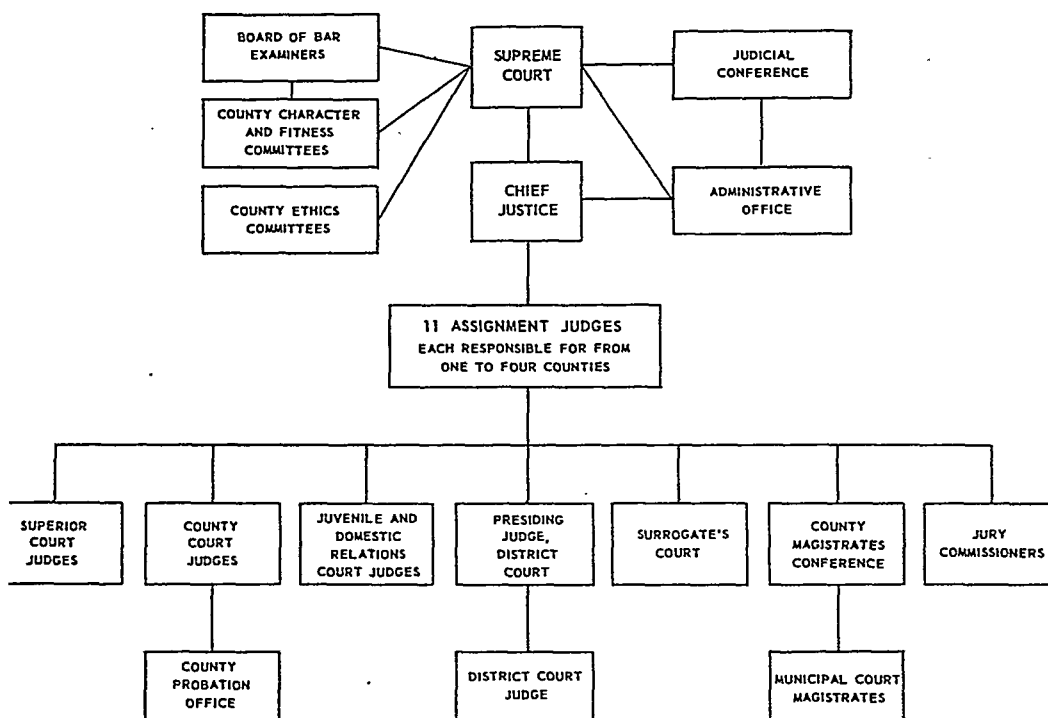 BOARD OF BAR
EXAMINERS
SUPREME
COURT
JUDICIAL
CONFERENCE
COUNTY CHARACTER
AND FITNESS
COMMITTEES
COUNTY ETHICS
COMMITTEES
CHIEF
JUSTICE
ADMINISTRATIVE
OFFICE
11 ASSIGNMENT JUDGES
EACH RESPONSIBLE FOR FROM
ONE TO FOUR COUNTIES
SUPERIOR
COURT
JUDGES
COUNTY
COURT
JUDGES
JUVENILE AND
DOMESTIC
RELATIONS
COURT JUDGES
PRESIDING
JUDGE,
DISTRICT
COURT
SURROGATE'S
COURT
COUNTY
MAGISTRATES
CONFERENCE
JURY
COMMISSIONERS
COUNTY
PROBATION
OFFICE
DISTRICT COURT
JUDGE
MUNICIPAL COURT
MAGISTRATES